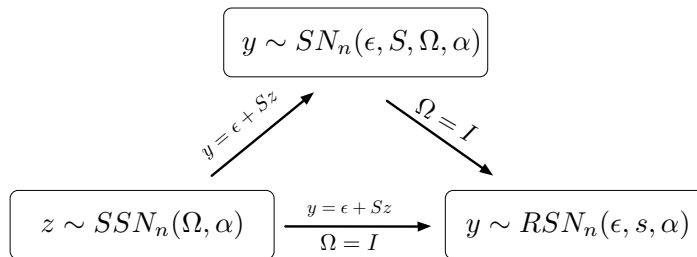 y ∼ SN_n(ϵ, S, Ω, α)
y = ϵ + Sz
Ω = I
z ∼ SSN_n(Ω, α)
y = ϵ + Sz
Ω = I
y ∼ RSN_n(ϵ, s, α)